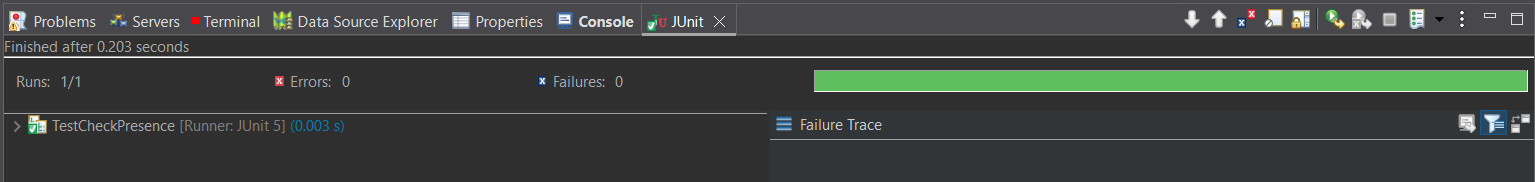 Problems Servers Terminal Data Source Explorer Properties Console JUnit
Finished after 0.203 seconds
Runs: 1/1 Errors: 0 Failures: 0
TestCheckPresence [Runner: JUnit 5] (0.003 s) Failure Trace